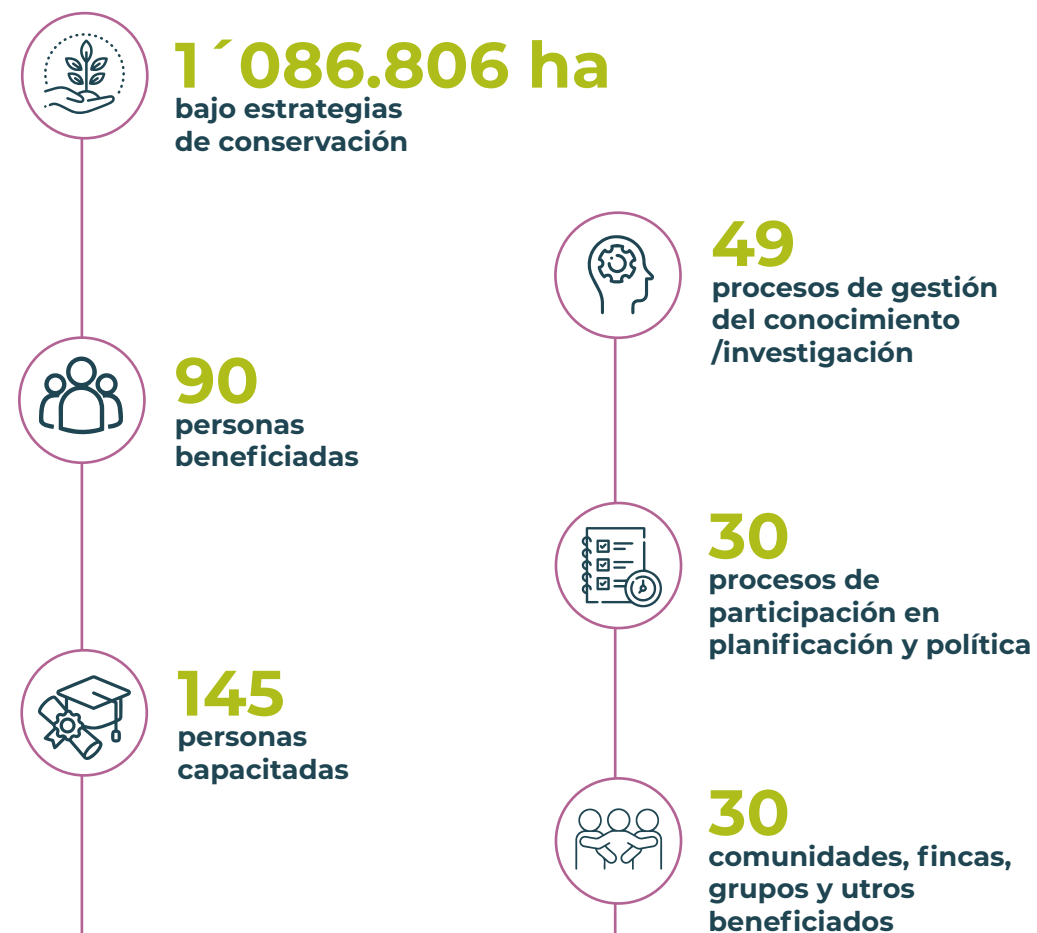 1´086.806 ha
bajo estrategias
de conservación
90
personas
beneficiadas
145
personas
capacitadas
49
procesos de gestión
del conocimiento
/investigación
30
procesos de
participación en
planificación y política
30
comunidades, fincas,
grupos y utros
beneficiados